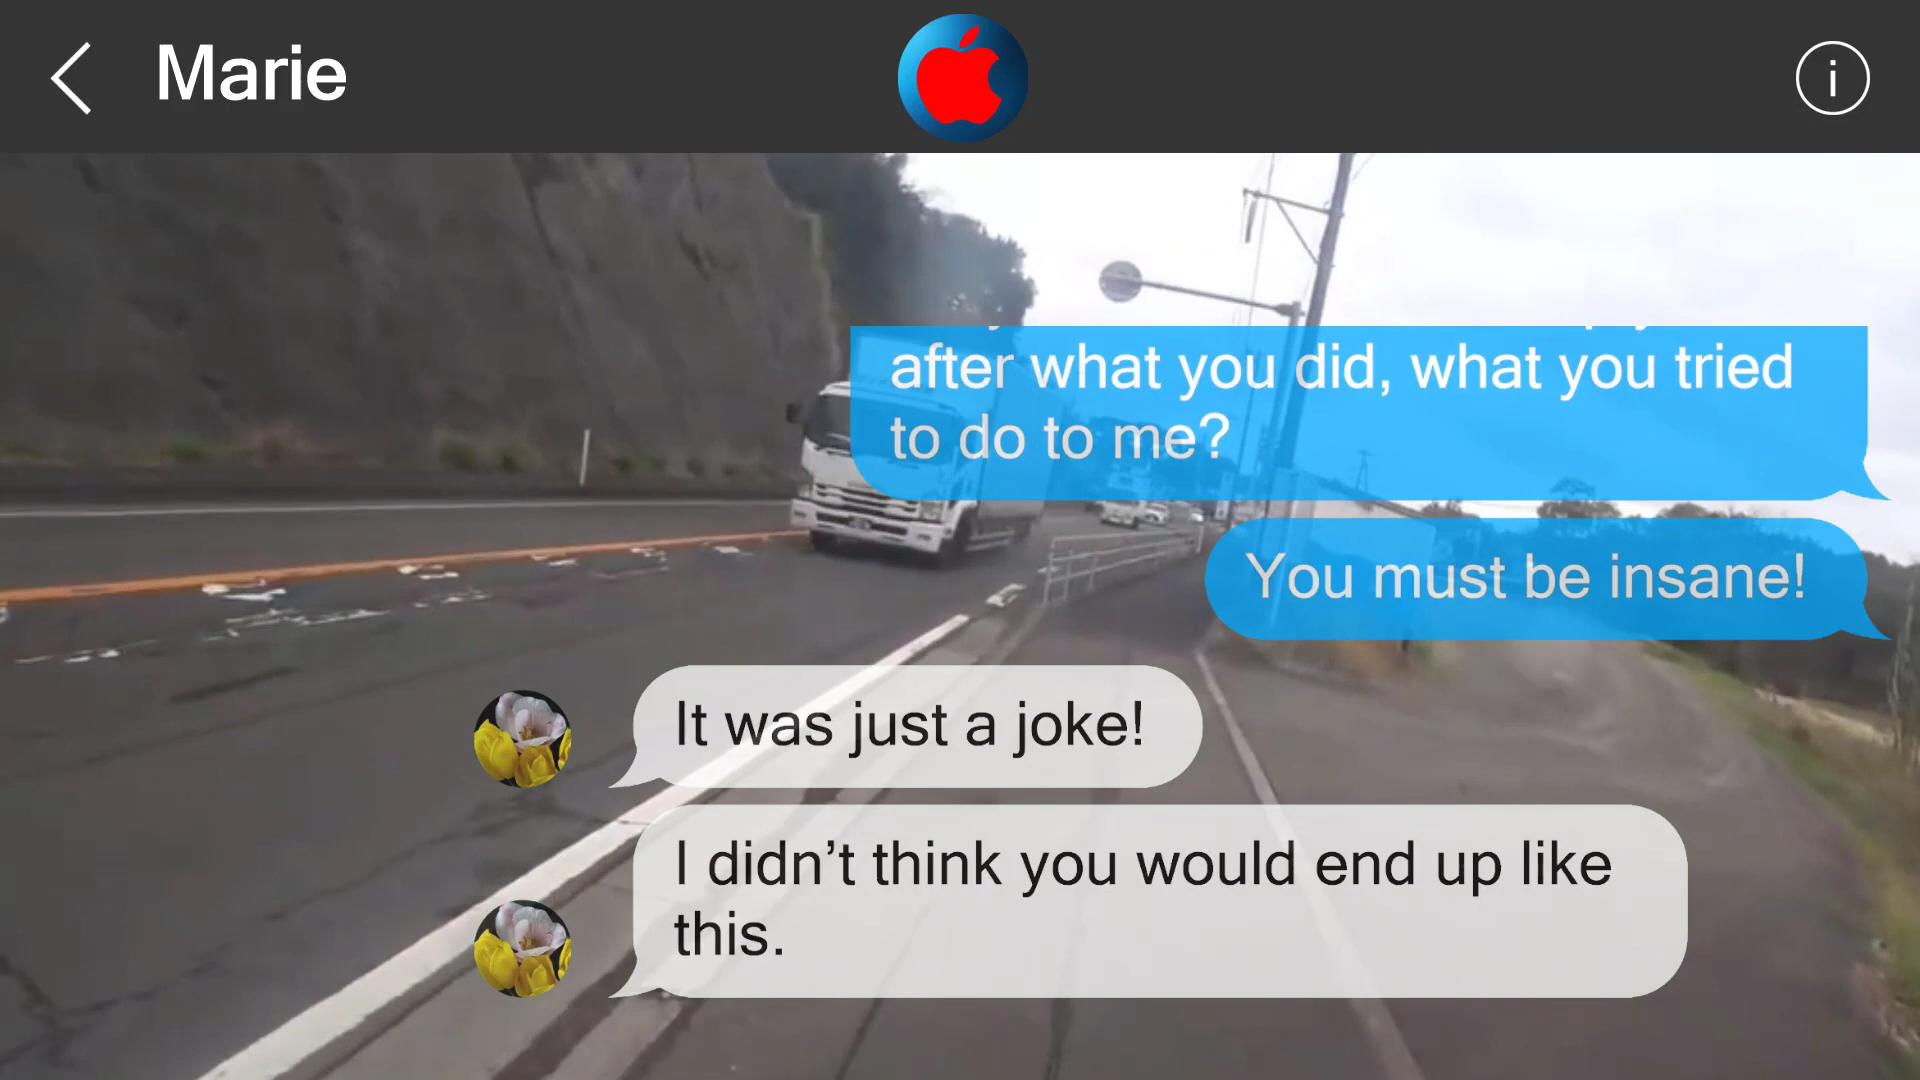 Marie
after what you did, what you tried
to do to me?
You must be insane!
It was just a joke!
I didn’t think you would end up like
this.